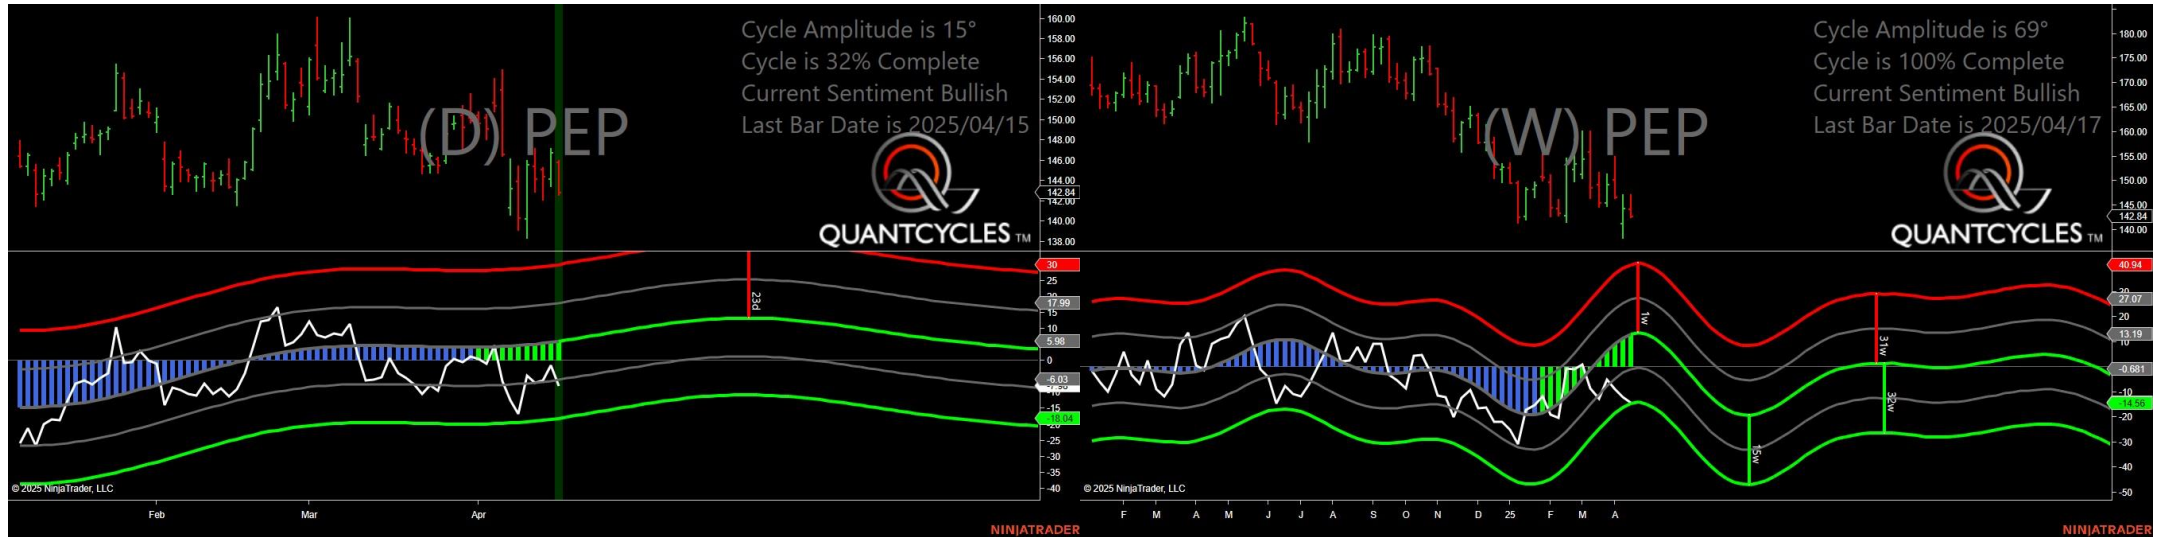 Cycle Amplitude is 15°
Cycle is 32% Complete
Current Sentiment Bullish
Last Bar Date is 2025/04/15
(D) PEP
QUANTCYCLES TM
160.00
158.00
156.00
154.00
152.00
150.00
148.00
146.00
144.00
142.84
142.00
140.00
138.00
23d
30
25
17.99
15
10
5.98
0
-6.03
-10
-15
-18.04
-25
-30
-35
-40
© 2025 NinjaTrader, LLC
Feb
Mar
Apr
NINJATRADER
Cycle Amplitude is 69°
Cycle is 100% Complete
Current Sentiment Bullish
Last Bar Date is 2025/04/17
(W) PEP
QUANTCYCLES TM
180.00
175.00
170.00
165.00
160.00
155.00
150.00
145.00
142.84
140.00
1w
31w
32w
15w
40.94
27.07
20
13.19
10
-0.681
-10
-14.56
-20
-30
-40
-50
© 2025 NinjaTrader, LLC
F M A M J J A S O N D 25 F M A
NINJATRADER